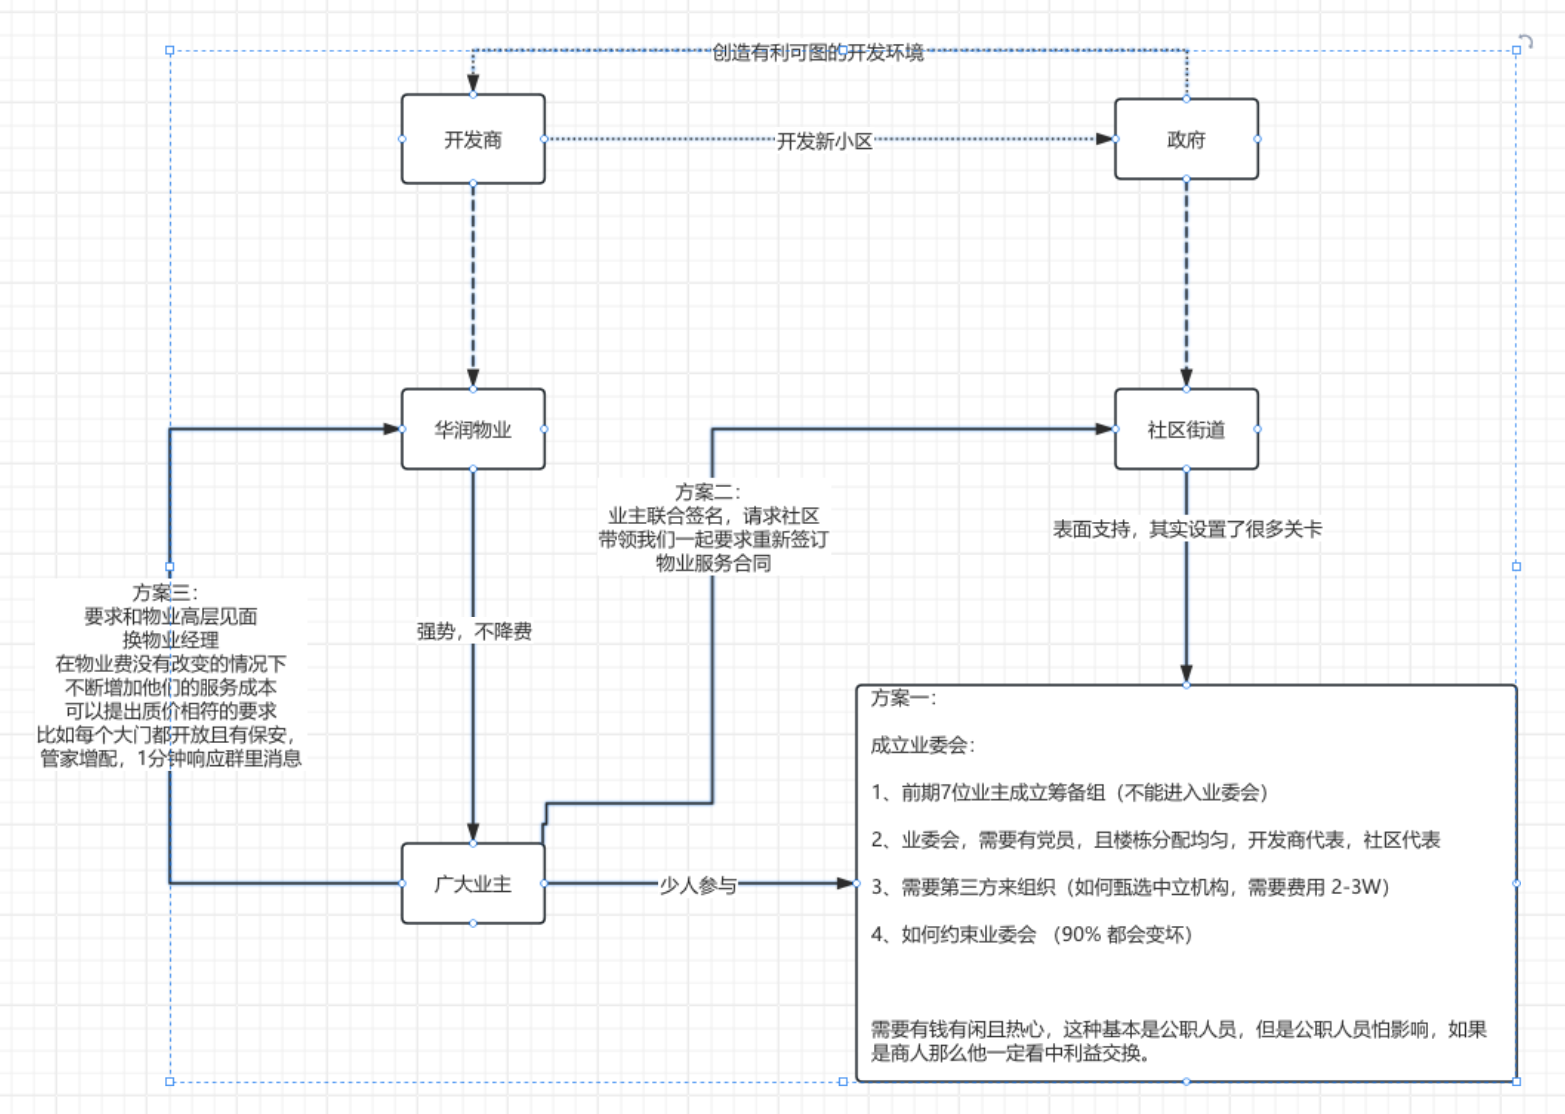 创造有利可图的开发环境
开发商
开发新小区
政府
华润物业
社区街道
方案二：
业主联合签名，请求社区
带领我们一起要求重新签订
物业服务合同
表面支持，其实设置了很多关卡
方案三：
要求和物业高层见面
换物业经理
在物业费没有改变的情况下
不断增加他们的服务成本
可以提出质价相符的要求
比如每个大门都开放且有保安，
管家增配，1分钟响应群里消息
强势，不降费
广大业主
少人参与
方案一：
成立业委会：
1、前期7位业主成立筹备组（不能进入业委会）
2、业委会，需要有党员，且楼栋分配均匀，开发商代表，社区代表
3、需要第三方来组织（如何甄选中立机构，需要费用 2-3W）
4、如何约束业委会 （90% 都会变坏）
需要有钱有闲且热心，这种基本是公职人员，但是公职人员怕影响，如果
是商人那么他一定看中利益交换。